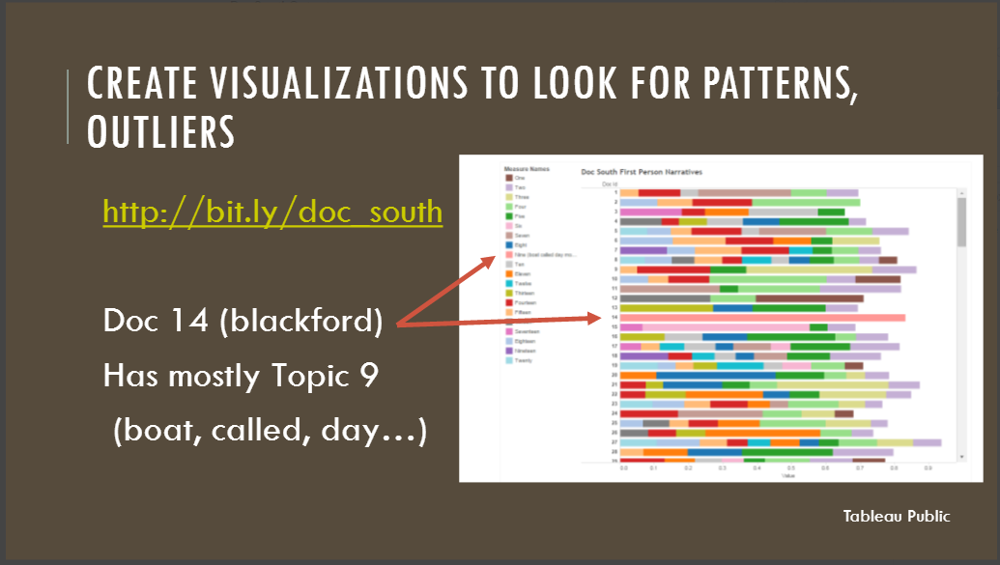 CREATE VISUALIZATIONS TO LOOK FOR PATTERNS,
OUTLIERS
http://bit.ly/doc_south
Doc 14 (blackford)
Has mostly Topic 9
(boat, called, day…)
Measure Names
One
Two
Three
Four
Five
Six
Seven
Eight
Nine (boat called day mo...
Ten
Eleven
Twelve
Thirteen
Fourteen
Fifteen
Seventeen
Eighteen
Nineteen
Twenty
Doc South First Person Narratives
Doc Id
1
2
3
4
5
6
7
8
9
10
11
12
13
14
15
16
17
18
19
20
21
22
23
24
25
26
27
28
29
0.0 0.1 0.2 0.3 0.4 0.5 0.6 0.7 0.8 0.9
Value
Tableau Public